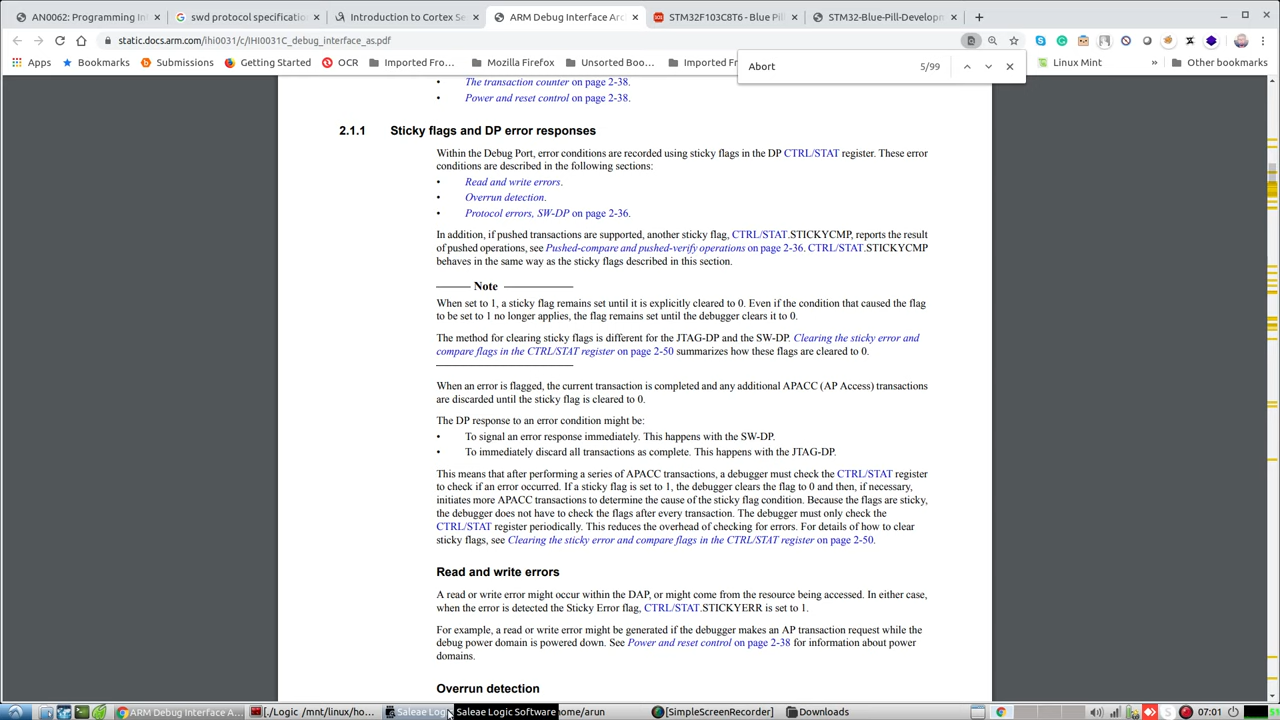 AN0062: Programming Int
swd protocol specificatio
Introduction to Cortex Se
ARM Debug Interface Arc
STM32F103C8T6 - Blue Pill
STM32-Blue-Pill-Developm
static.docs.arm.com/ihi0031/c/IHI0031C_debug_interface_as.pdf
Apps
Bookmarks
Submissions
Getting Started
OCR
Imported Fro...
Mozilla Firefox
Unsorted Boo...
Imported Fro
Linux Mint
»
Other bookmarks
Abort
5/99
• The transaction counter on page 2-38.
• Power and reset control on page 2-38.
2.1.1 Sticky flags and DP error responses
Within the Debug Port, error conditions are recorded using sticky flags in the DP CTRL/STAT register. These error
conditions are described in the following sections:
• Read and write errors.
• Overrun detection.
• Protocol errors, SW-DP on page 2-36.
In addition, if pushed transactions are supported, another sticky flag, CTRL/STAT.STICKYCMP, reports the result
of pushed operations, see Pushed-compare and pushed-verify operations on page 2-36. CTRL/STAT.STICKYCMP
behaves in the same way as the sticky flags described in this section.
Note
When set to 1, a sticky flag remains set until it is explicitly cleared to 0. Even if the condition that caused the flag
to be set to 1 no longer applies, the flag remains set until the debugger clears it to 0.
The method for clearing sticky flags is different for the JTAG-DP and the SW-DP. Clearing the sticky error and
compare flags in the CTRL/STAT register on page 2-50 summarizes how these flags are cleared to 0.
When an error is flagged, the current transaction is completed and any additional APACC (AP Access) transactions
are discarded until the sticky flag is cleared to 0.
The DP response to an error condition might be:
• To signal an error response immediately. This happens with the SW-DP.
• To immediately discard all transactions as complete. This happens with the JTAG-DP.
This means that after performing a series of APACC transactions, a debugger must check the CTRL/STAT register
to check if an error occurred. If a sticky flag is set to 1, the debugger clears the flag to 0 and then, if necessary,
initiates more APACC transactions to determine the cause of the sticky flag condition. Because the flags are sticky,
the debugger does not have to check the flags after every transaction. The debugger must only check the
CTRL/STAT register periodically. This reduces the overhead of checking for errors. For details of how to clear
sticky flags, see Clearing the sticky error and compare flags in the CTRL/STAT register on page 2-50.
Read and write errors
A read or write error might occur within the DAP, or might come from the resource being accessed. In either case,
when the error is detected the Sticky Error flag, CTRL/STAT.STICKYERR is set to 1.
For example, a read or write error might be generated if the debugger makes an AP transaction request while the
debug power domain is powered down. See Power and reset control on page 2-38 for information about power
domains.
Overrun detection
ARM Debug Interface A
[./Logic /mnt/linux/ho...
Saleae Logi
Saleae Logic Software
ome/arun
[SimpleScreenRecorder]
Downloads
07:01